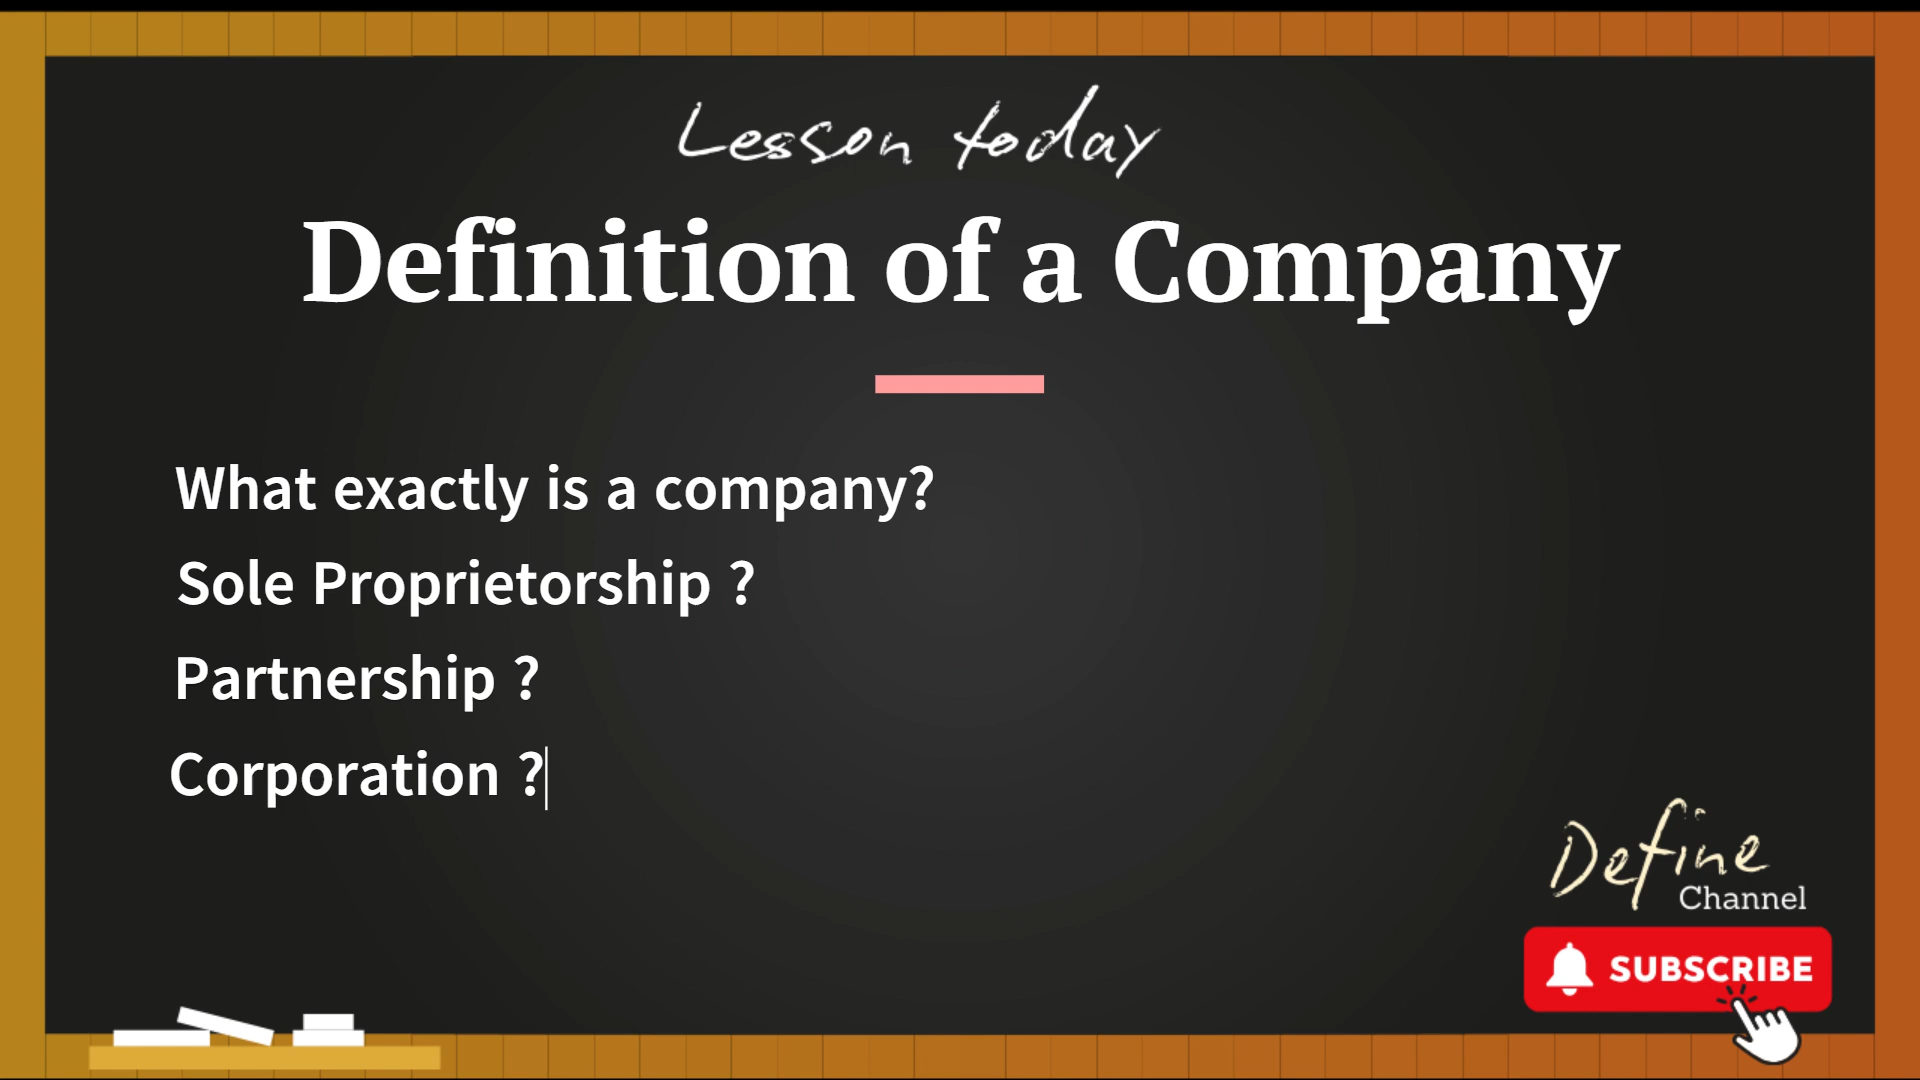 Lesson today
Definition of a Company
What exactly is a company?
Sole Proprietorship ?
Partnership ?
Corporation ?
Define
Channel
SUBSCRIBE